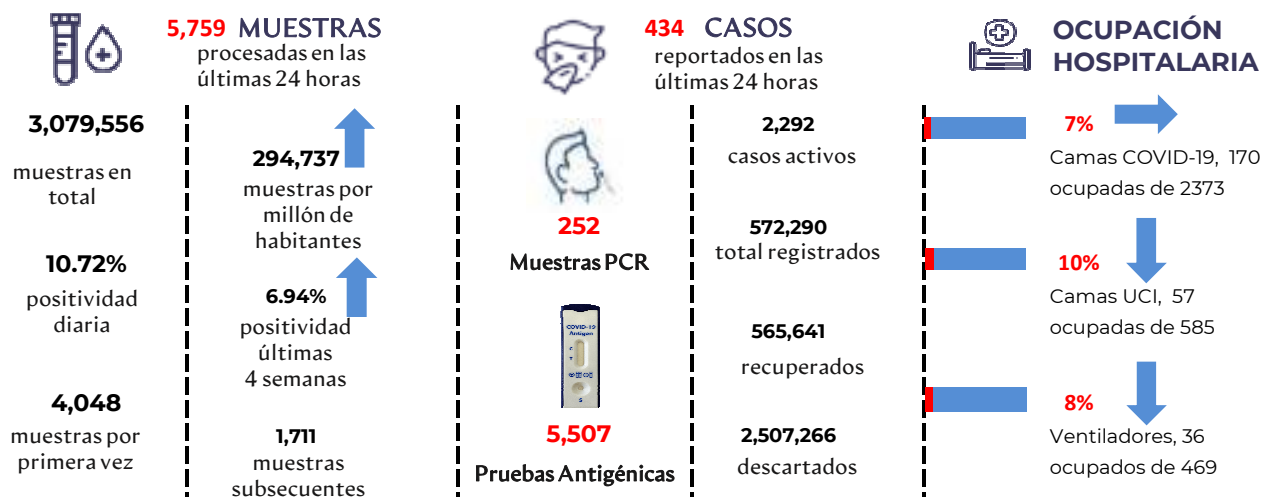 5,759 MUESTRAS
procesadas en las
últimas 24 horas
3,079,556
muestras en
total
10.72%
positividad
diaria
4,048
muestras por
primera vez
294,737
muestras por
millón de
habitantes
6.94%
positividad
últimas
4 semanas
1,711
muestras
subsecuentes
434 CASOS
reportados en las
últimas 24 horas
252
Muestras PCR
COVID-19
Antigen
C
T
S
5,507
Pruebas Antigénicas
2,292
casos activos
572,290
total registrados
565,641
recuperados
2,507,266
descartados
OCUPACIÓN
HOSPITALARIA
7%
Camas COVID-19, 170
ocupadas de 2373
10%
Camas UCI, 57
ocupadas de 585
8%
Ventiladores, 36
ocupados de 469